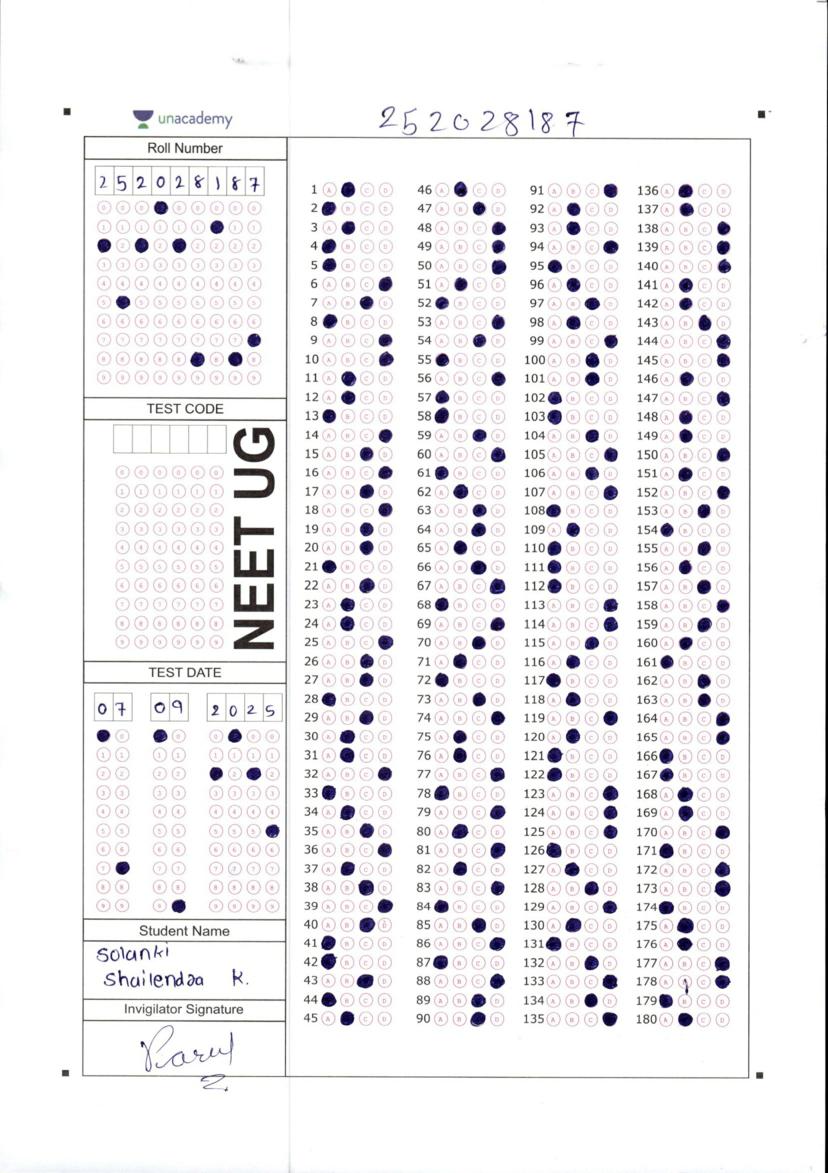 unacademy
252028187
Roll Number
2 5 2 0 2 8 1 8 7
TEST CODE
NEET UG
TEST DATE
0 7 0 9 2 0 2 5
Student Name
Solanki
Shailendra K.
Invigilator Signature
1 A C D 46 A C D 91 A B C 136 A C D
2 B C D 47 A B D 92 A C D 137 A C D
3 A C D 48 A B C 93 A C D 138 A B C
4 B C D 49 A B C 94 A B C 139 A B C
5 B C D 50 A B C 95 B C D 140 A B C
6 A B C 51 A C D 96 A C D 141 A C D
7 A B D 52 B C D 97 A B D 142 A C D
8 B C D 53 A B C 98 A C D 143 A B D
9 A B C 54 A B D 99 A B C 144 A B C
10 A B C 55 B C D 100 A B D 145 A B C
11 A C D 56 A B C 101 A B D 146 A C D
12 A C D 57 B C D 102 B C D 147 A B C
13 B C D 58 B C D 103 B C D 148 A C D
14 A B C 59 A B D 104 A B D 149 A C D
15 A B D 60 A B C 105 A B C 150 A B C
16 A B C 61 B C D 106 A B D 151 A C D
17 A B D 62 A C D 107 A B C 152 A B C
18 A B C 63 A B D 108 B C D 153 A B D
19 A B D 64 A B D 109 A C D 154 B C D
20 A B D 65 A C D 110 B C D 155 A B D
21 B C D 66 A B D 111 B C D 156 A C D
22 A B D 67 A B C 112 B C D 157 A B D
23 A C D 68 B C D 113 A B C 158 A B C
24 A C D 69 A B C 114 A B C 159 A B D
25 A B C 70 A B D 115 A B D 160 A C D
26 A B D 71 A C D 116 A C D 161 B C D
27 A B D 72 B C D 117 B C D 162 A B D
28 B C D 73 A B D 118 A C D 163 A B D
29 A B D 74 A B C 119 A B C 164 A B C
30 A C D 75 A C D 120 A C D 165 A B C
31 A C D 76 A C D 121 B C D 166 B C D
32 A B C 77 A B C 122 B C D 167 B C D
33 B C D 78 B C D 123 A B C 168 A C D
34 A C D 79 A B C 124 A B C 169 A C D
35 A B D 80 A C D 125 A B C 170 A B C
36 A B C 81 A B C 126 B C D 171 B C D
37 A C D 82 A C D 127 A C D 172 A B C
38 A B D 83 A B C 128 A B D 173 A B C
39 A B C 84 B C D 129 A B C 174 B C D
40 A B D 85 A B D 130 A C D 175 A C D
41 B C D 86 A B C 131 B C D 176 A C D
42 B C D 87 B C D 132 A B D 177 A B C
43 A B D 88 A B C 133 A B C 178 A C
44 B C D 89 A B D 134 A B D 179 B C D
45 A C D 90 A B D 135 A B C 180 A C D